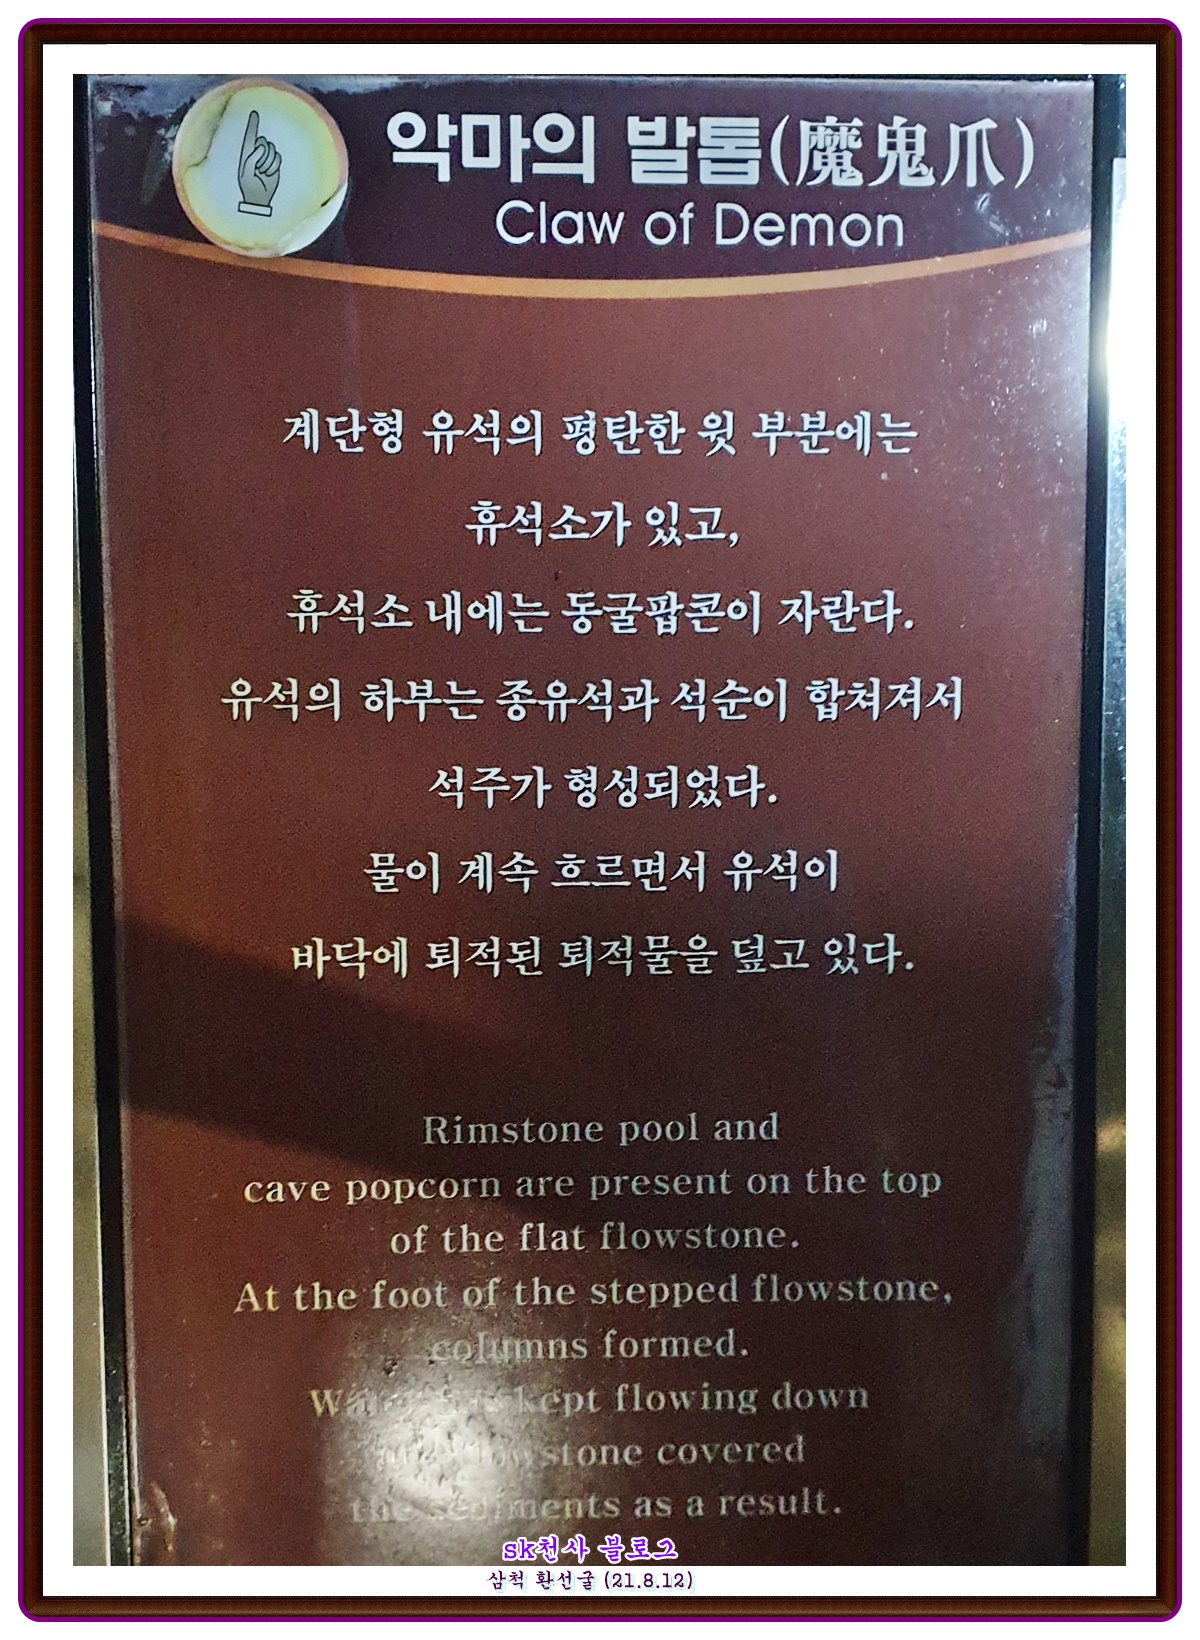 악마의 발톱(魔鬼爪)
Claw of Demon
계단형 유석의 평탄한 윗 부분에는
휴석소가 있고,
휴석소 내에는 동굴팝콘이 자란다.
유석의 하부는 종유석과 석순이 합쳐져서
석주가 형성되었다.
물이 계속 흐르면서 유석이
바닥에 퇴적된 퇴적물을 덮고 있다.
Rimstone pool and
cave popcorn are present on the top
of the flat flowstone.
At the foot of the stepped flowstone,
columns formed.
Water has kept flowing down
flowstone covered
the sediments as a result.
sk천사 블로그
삼척 환선굴 (21.8.12)